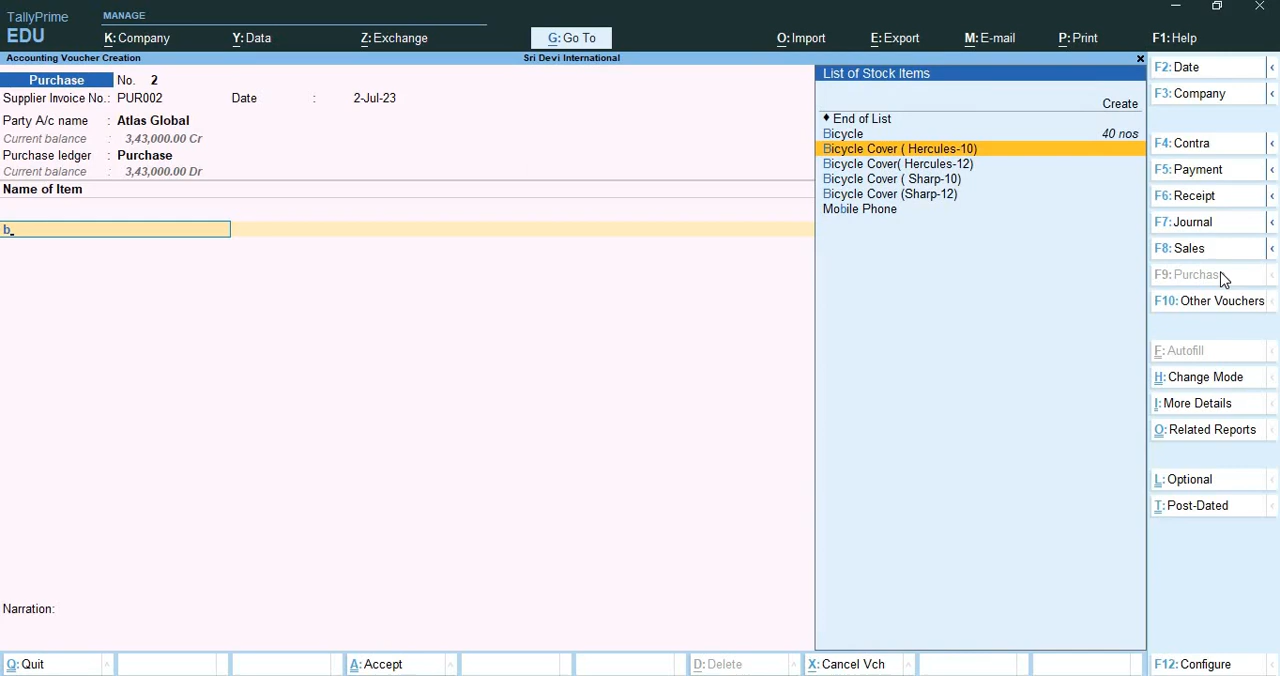 TallyPrime
EDU
MANAGE
K: Company Y: Data Z: Exchange G: Go To O: Import E: Export M: E-mail P: Print F1: Help
Accounting Voucher Creation Sri Devi International
Purchase No. 2
Supplier Invoice No.: PUR002 Date : 2-Jul-23
Party A/c name : Atlas Global
Current balance : 3,43,000.00 Cr
Purchase ledger : Purchase
Current balance : 3,43,000.00 Dr
Name of Item
b
Narration:
List of Stock Items
Create
♦ End of List
Bicycle 40 nos
Bicycle Cover ( Hercules-10)
Bicycle Cover( Hercules-12)
Bicycle Cover ( Sharp-10)
Bicycle Cover (Sharp-12)
Mobile Phone
F2: Date
F3: Company
F4: Contra
F5: Payment
F6: Receipt
F7: Journal
F8: Sales
F9: Purchas
F10: Other Vouchers
F: Autofill
H: Change Mode
I: More Details
O: Related Reports
L: Optional
T: Post-Dated
Q: Quit A: Accept D: Delete X: Cancel Vch F12: Configure